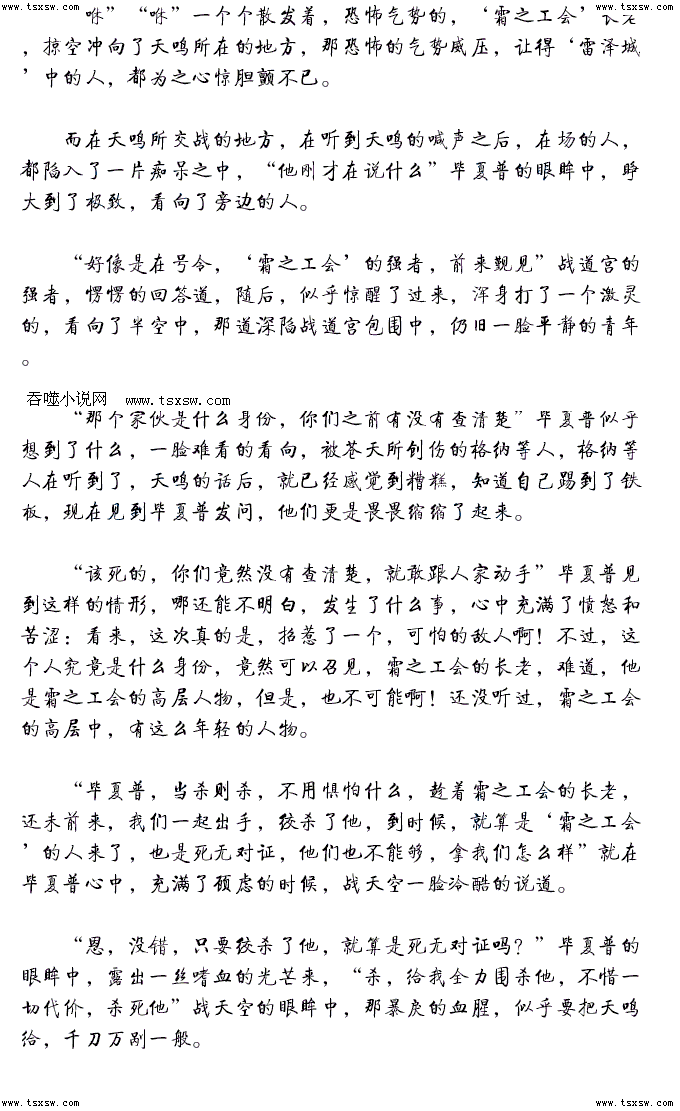 www.tsxsw.com www.tsxsw.com
咻”“咻”一个个散发着，恐怖气势的，‘霜之工会’长老
，掠空冲向了天鸣所在的地方，那恐怖的气势威压，让得‘雷泽城
’中的人，都为之心惊胆颤不已。
而在天鸣所交战的地方，在听到天鸣的喊声之后，在场的人，
都陷入了一片痴呆之中，“他刚才在说什么”毕夏普的眼眸中，睁
大到了极致，看向了旁边的人。
“好像是在号令，‘霜之工会’的强者，前来觐见”战道宫的
强者，愣愣的回答道，随后，似乎惊醒了过来，浑身打了一个激灵
的，看向了半空中，那道深陷战道宫包围中，仍旧一脸平静的青年
。
吞噬小说网 www.tsxsw.com
“那个家伙是什么身份，你们之前有没有查清楚”毕夏普似乎
想到了什么，一脸难看的看向，被苍天所创伤的格纳等人，格纳等
人在听到了，天鸣的话后，就已经感觉到糟糕，知道自己踢到了铁
板，现在见到毕夏普发问，他们更是畏畏缩缩了起来。
“该死的，你们竟然没有查清楚，就敢跟人家动手”毕夏普见
到这样的情形，哪还能不明白，发生了什么事，心中充满了愤怒和
苦涩：看来，这次真的是，招惹了一个，可怕的敌人啊！不过，这
个人究竟是什么身份，竟然可以召见，霜之工会的长老，难道，他
是霜之工会的高层人物，但是，也不可能啊！还没听过，霜之工会
的高层中，有这么年轻的人物。
“毕夏普，当杀则杀，不用惧怕什么，趁着霜之工会的长老，
还未前来，我们一起出手，绞杀了他，到时候，就算是‘霜之工会
’的人来了，也是死无对证，他们也不能够，拿我们怎么样”就在
毕夏普心中，充满了顾虑的时候，战天空一脸冷酷的说道。
“恩，没错，只要绞杀了他，就算是死无对证吗？”毕夏普的
眼眸中，露出一丝嗜血的光芒来，“杀，给我全力围杀他，不惜一
切代价，杀死他”战天空的眼眸中，那暴戾的血腥，似乎要把天鸣
给，千刀万剐一般。
www.tsxsw.com www.tsxsw.com